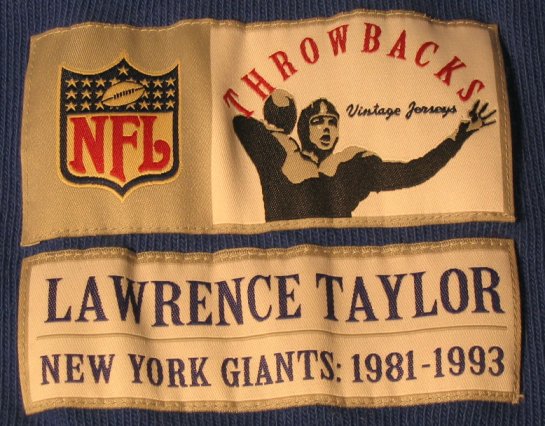 NFL
THROWBACKS
Vintage Jerseys
LAWRENCE TAYLOR
NEW YORK GIANTS: 1981-1993